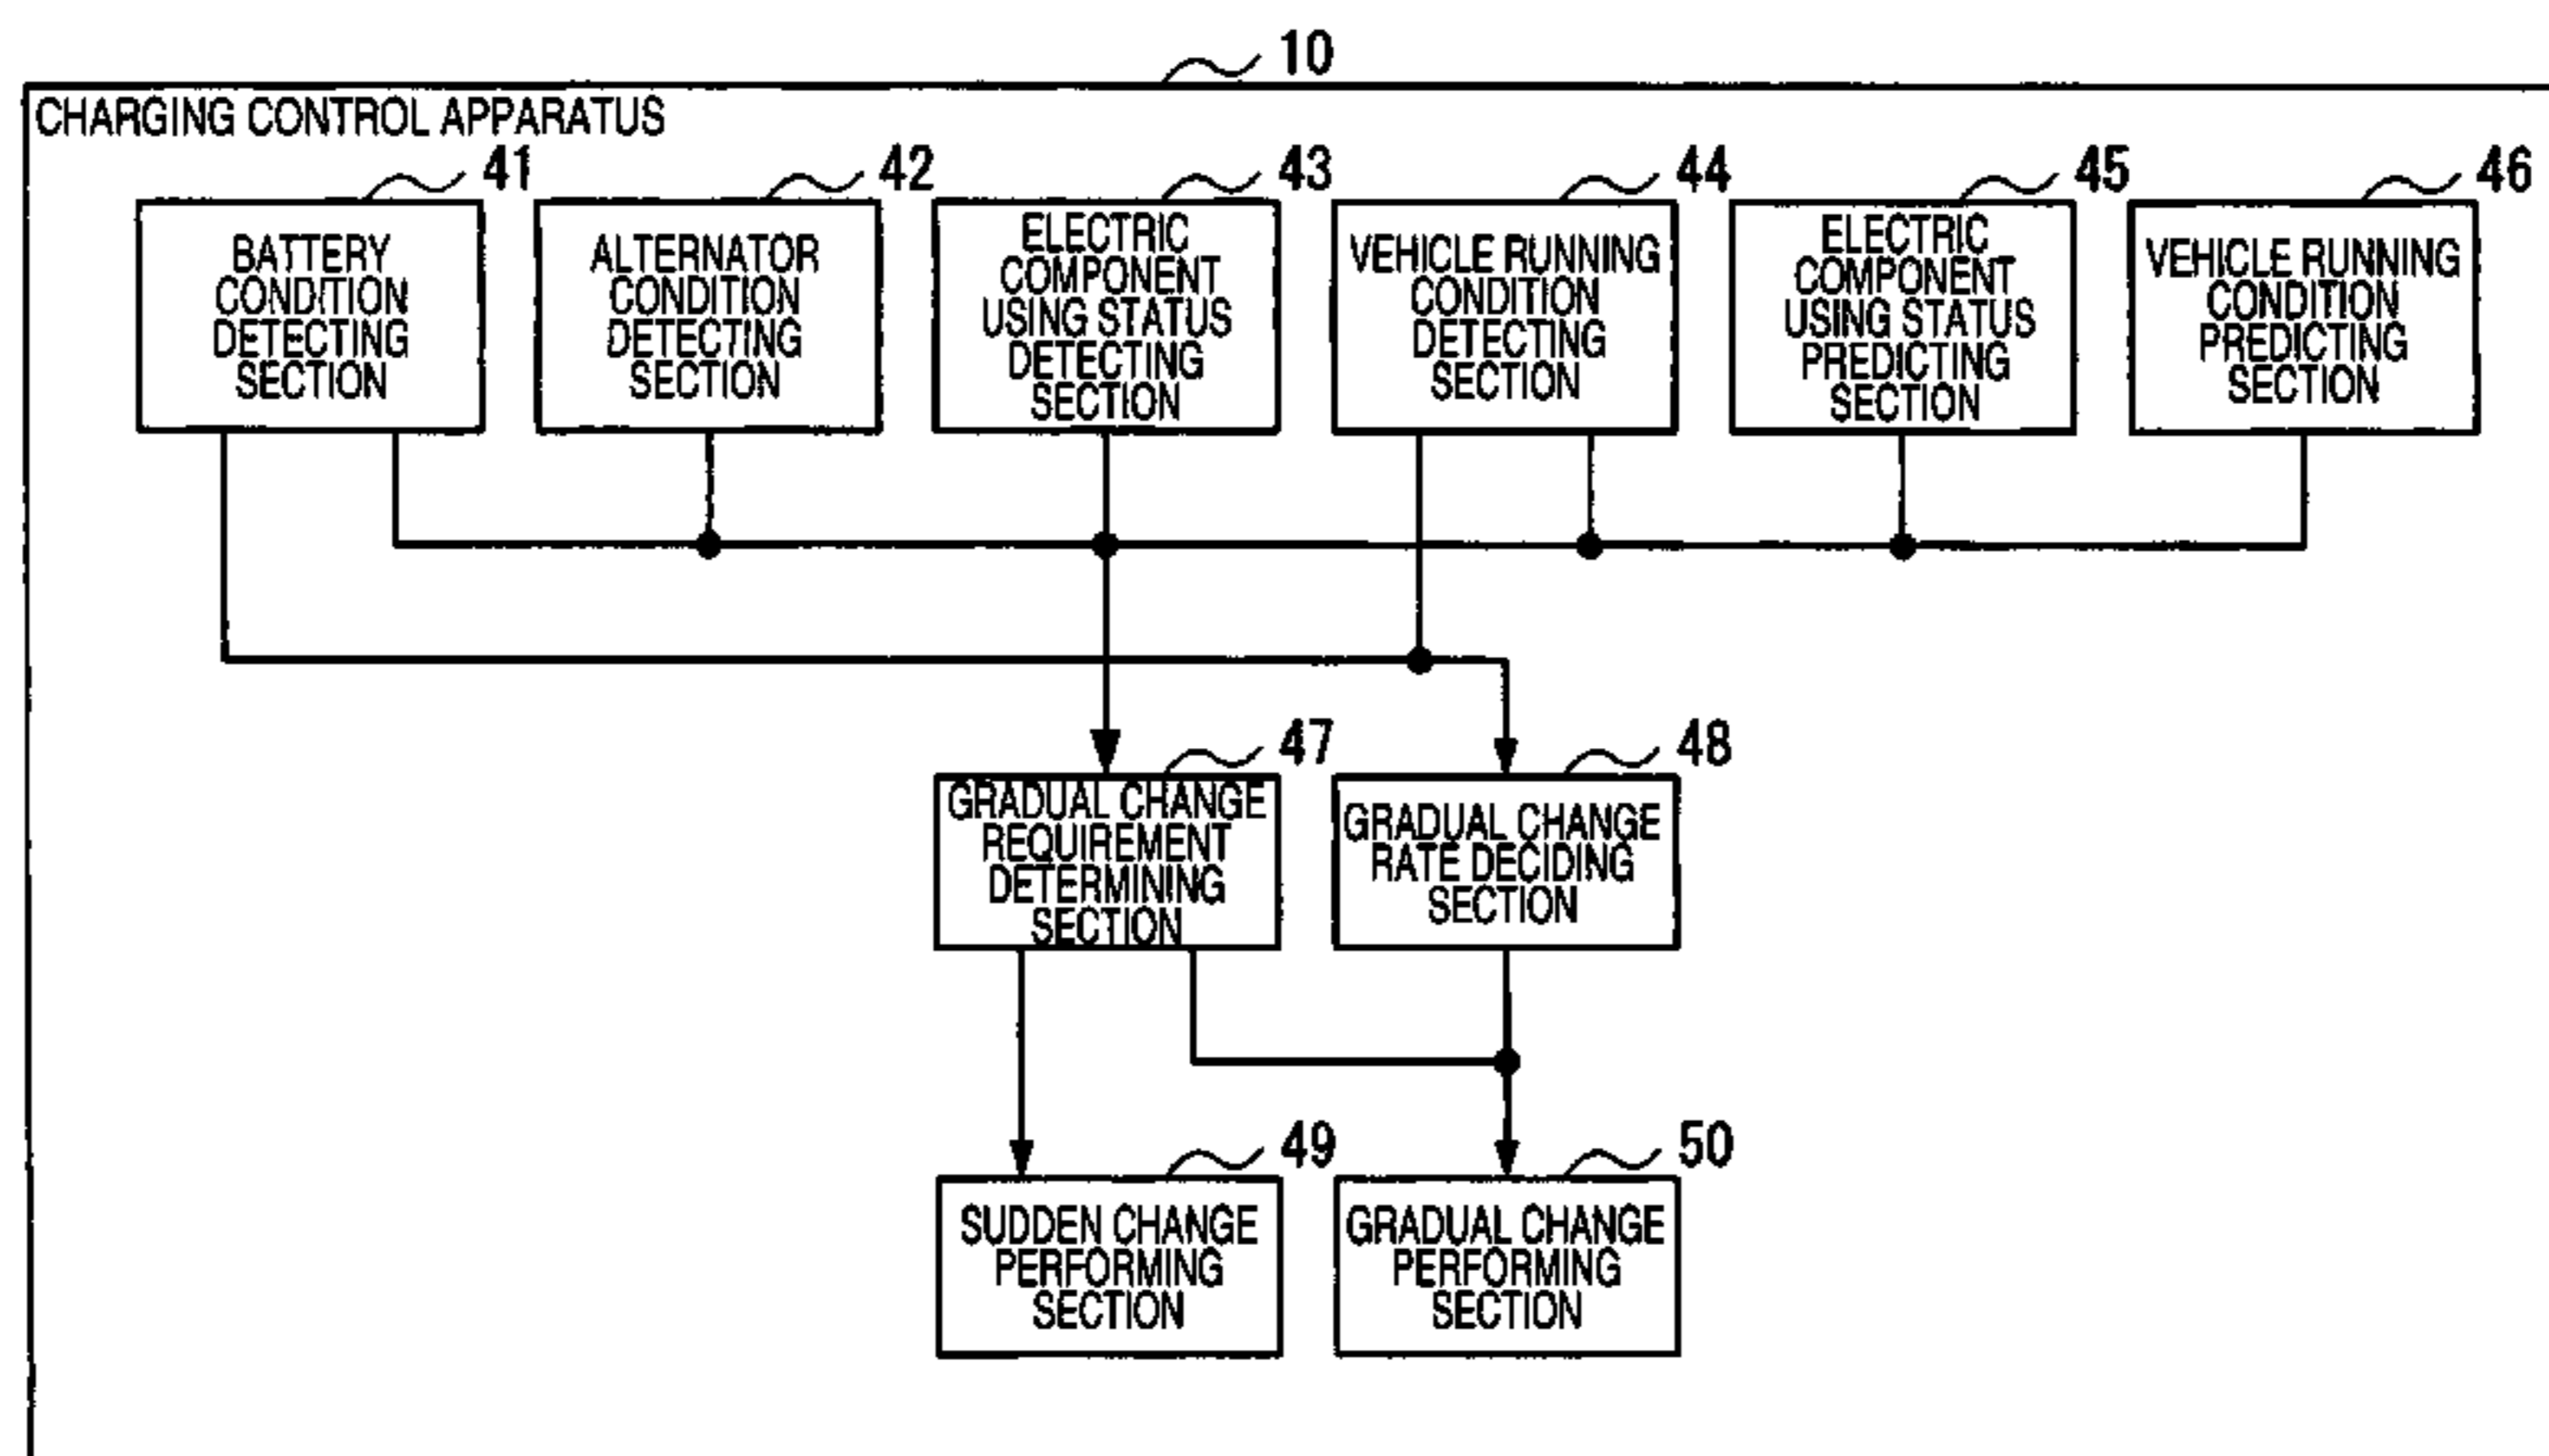 10
CHARGING CONTROL APPARATUS
41
BATTERY
CONDITION
DETECTING
SECTION
42
ALTERNATOR
CONDITION
DETECTING
SECTION
43
ELECTRIC
COMPONENT
USING STATUS
DETECTING
SECTION
44
VEHICLE RUNNING
CONDITION
DETECTING
SECTION
45
ELECTRIC
COMPONENT
USING STATUS
PREDICTING
SECTION
46
VEHICLE RUNNING
CONDITION
PREDICTING
SECTION
47
GRADUAL CHANGE
REQUIREMENT
DETERMINING
SECTION
48
GRADUAL CHANGE
RATE DECIDING
SECTION
49
SUDDEN CHANGE
PERFORMING
SECTION
50
GRADUAL CHANGE
PERFORMING
SECTION